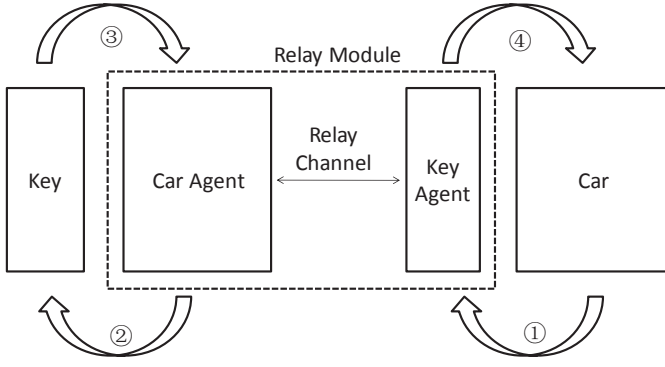 ③
④
Relay Module
Key
Car Agent
Relay
Channel
Key
Agent
Car
②
①